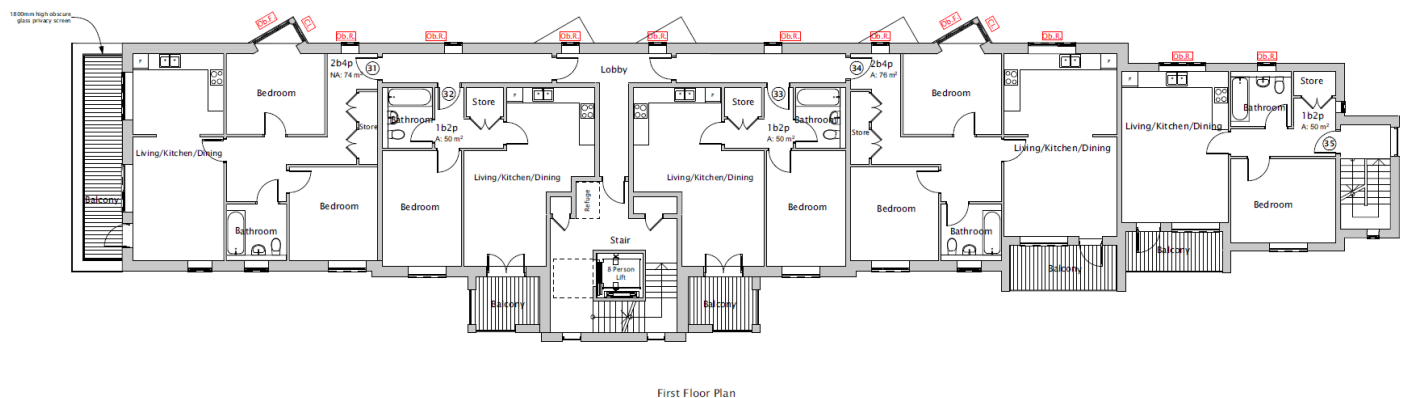 1800mm high obscure
glass privacy screen
Ob.F.
Cl.
Ob.R.
Ob.R.
Ob.R.
Ob.R.
Ob.R.
Ob.R.
Ob.F.
Cl.
Ob.R.
Ob.R.
Ob.R.
F
Bedroom
2b4p
NA: 74 m²
31
Lobby
34
2b4p
A: 76 m²
Bedroom
F
32
Store
F
F
Store
33
F
Bathroom
Store
Bathroom
1b2p
A: 50 m²
Store
1b2p
A: 50 m²
Bathroom
Store
Living/Kitchen/Dining
1b2p
A: 50 m²
35
Living/Kitchen/Dining
Living/Kitchen/Dining
Living/Kitchen/Dining
Living/Kitchen/Dining
Balcony
Bedroom
Bedroom
Refuge
Bedroom
Bedroom
Bedroom
Bathroom
Stair
Bathroom
Balcony
Balcony
8 Person
Lift
Balcony
Balcony
First Floor Plan